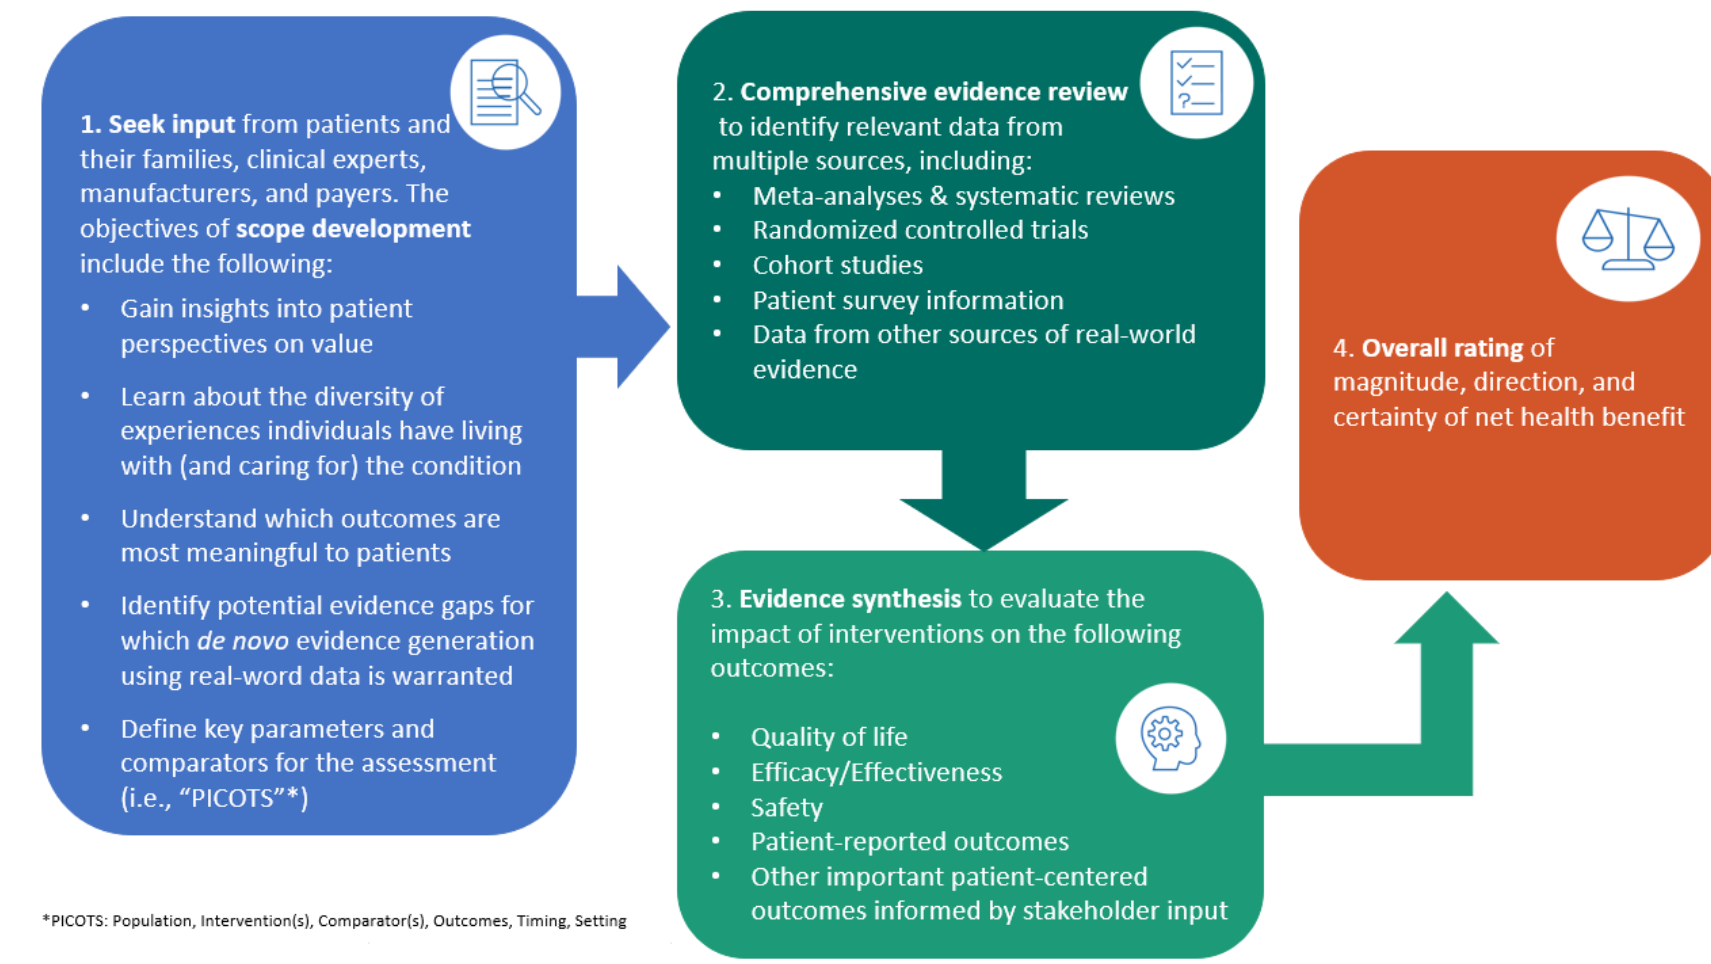 1. Seek input from patients and
their families, clinical experts,
manufacturers, and payers. The
objectives of scope development
include the following:
• Gain insights into patient
perspectives on value
• Learn about the diversity of
experiences individuals have living
with (and caring for) the condition
• Understand which outcomes are
most meaningful to patients
• Identify potential evidence gaps for
which de novo evidence generation
using real-word data is warranted
• Define key parameters and
comparators for the assessment
(i.e., “PICOTS”*)
2. Comprehensive evidence review
to identify relevant data from
multiple sources, including:
• Meta-analyses & systematic reviews
• Randomized controlled trials
• Cohort studies
• Patient survey information
• Data from other sources of real-world
evidence
3. Evidence synthesis to evaluate the
impact of interventions on the following
outcomes:
• Quality of life
• Efficacy/Effectiveness
• Safety
• Patient-reported outcomes
• Other important patient-centered
outcomes informed by stakeholder input
4. Overall rating of
magnitude, direction, and
certainty of net health benefit
*PICOTS: Population, Intervention(s), Comparator(s), Outcomes, Timing, Setting